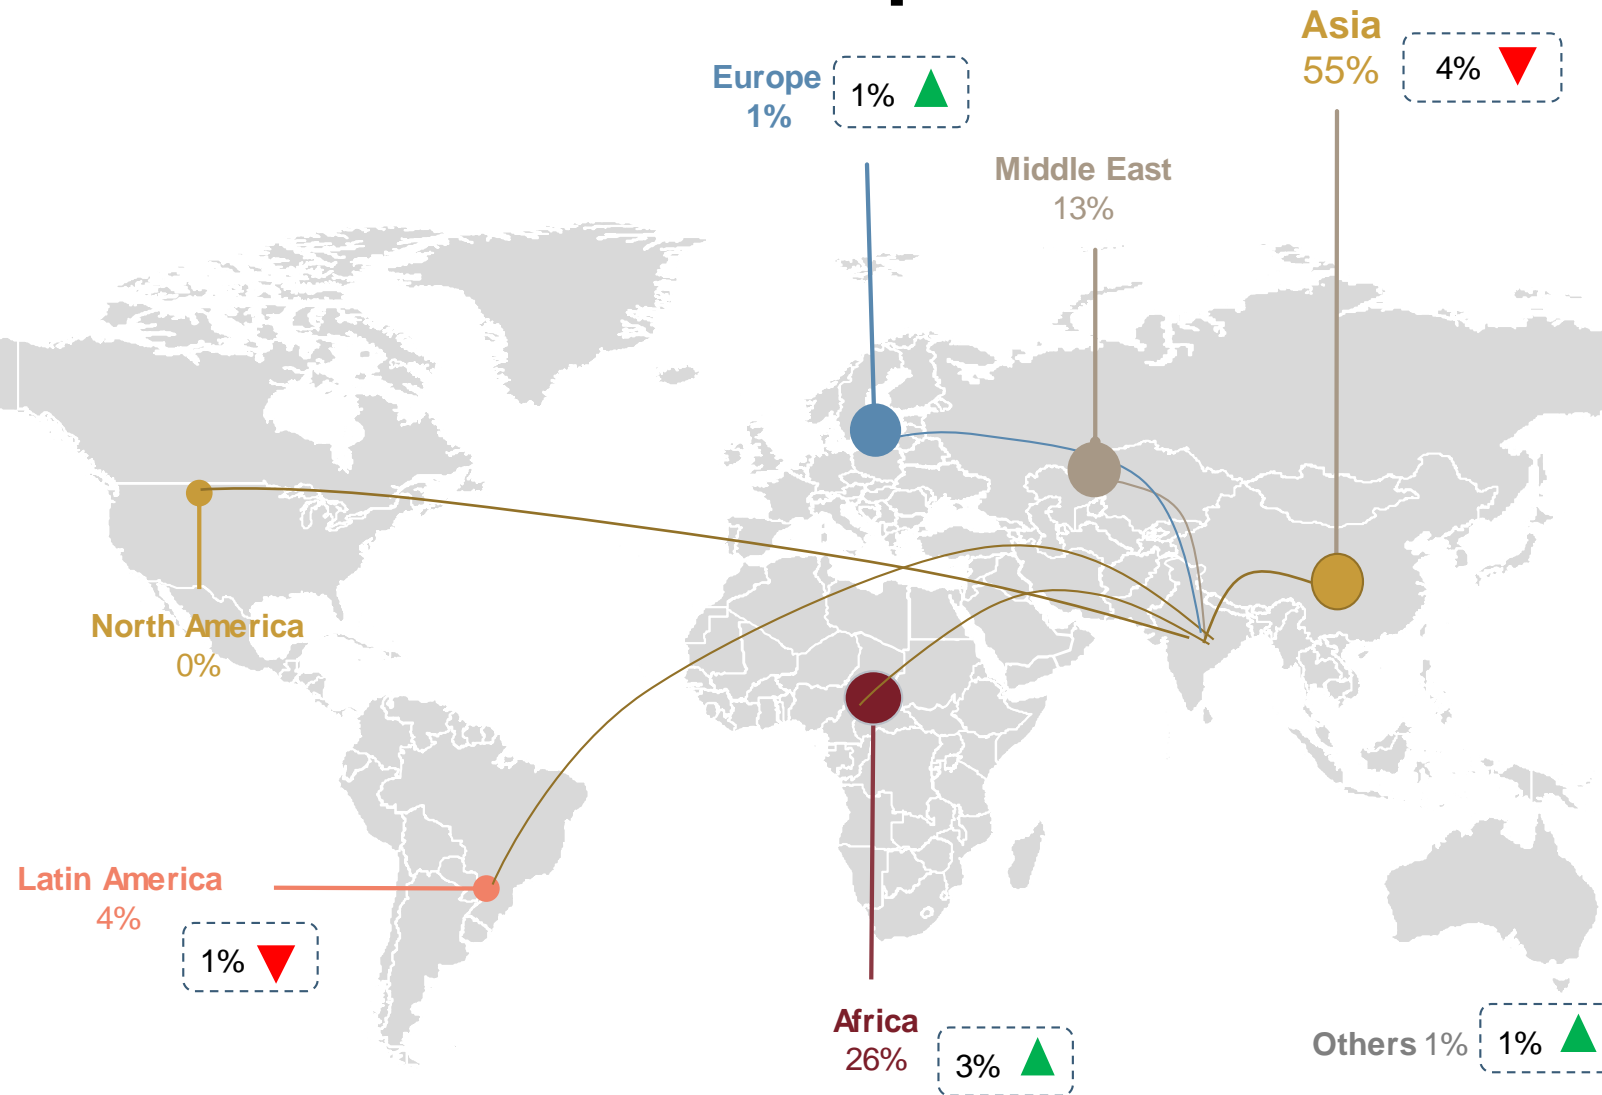 Asia
55%
4%
Europe
1%
1%
Middle East
13%
North America
0%
Latin America
4%
1%
Africa
26%
3%
Others 1%
1%